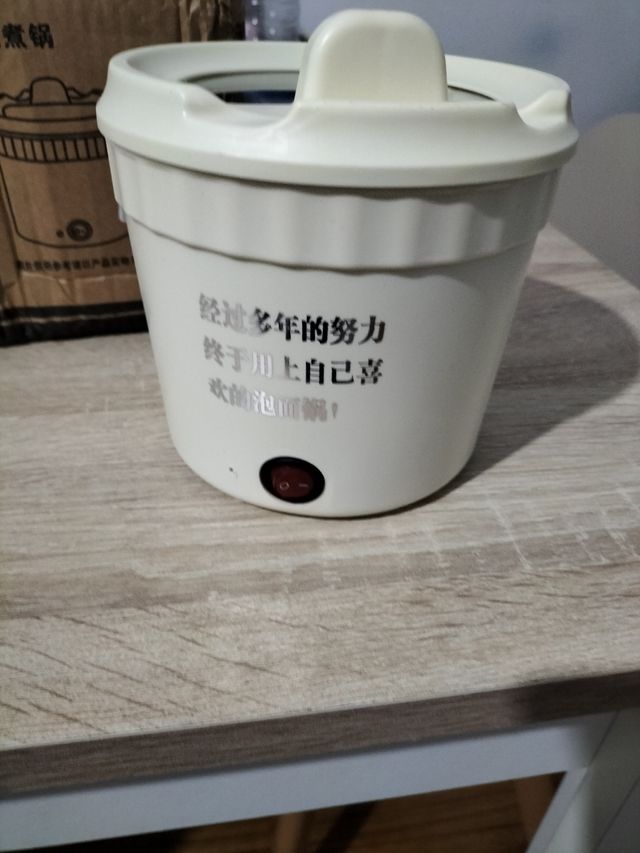 煮锅
经过多年的努力
终于用上自己喜
欢的泡面锅!